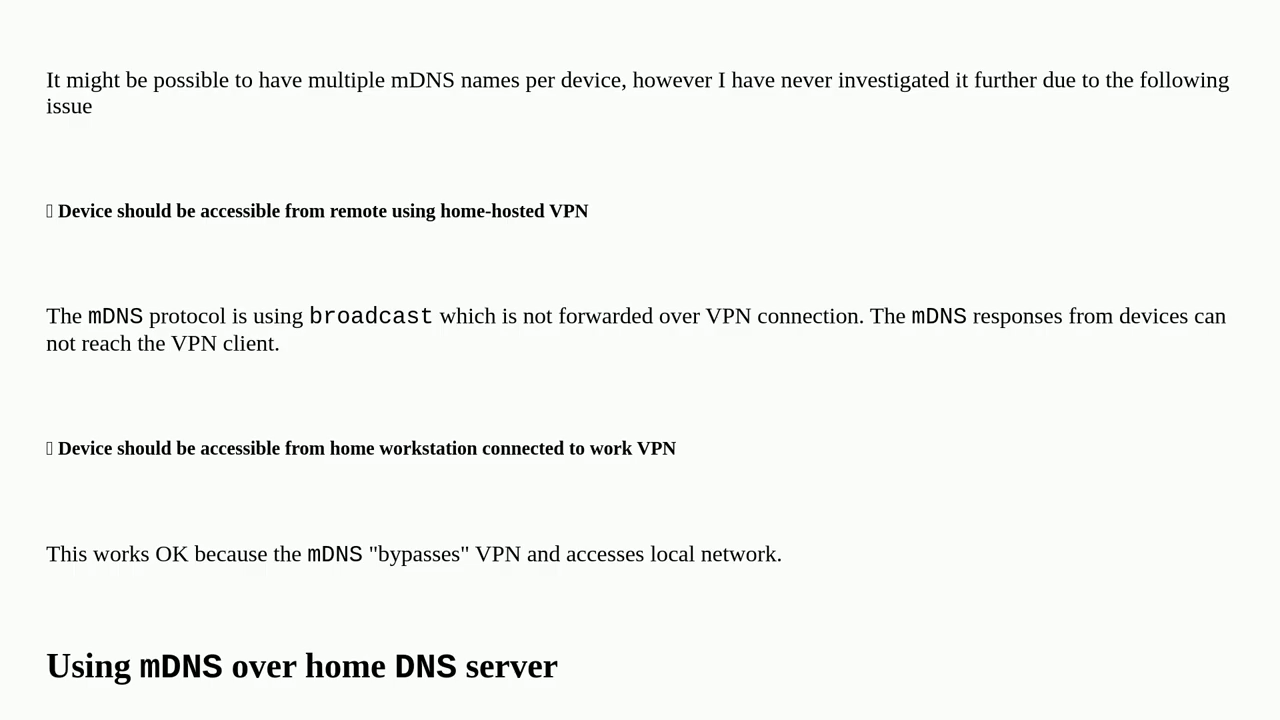 It might be possible to have multiple mDNS names per device, however I have never investigated it further due to the following
issue
Device should be accessible from remote using home-hosted VPN
The mDNS protocol is using broadcast which is not forwarded over VPN connection. The mDNS responses from devices can
not reach the VPN client.
Device should be accessible from home workstation connected to work VPN
This works OK because the mDNS "bypasses" VPN and accesses local network.
Using mDNS over home DNS server